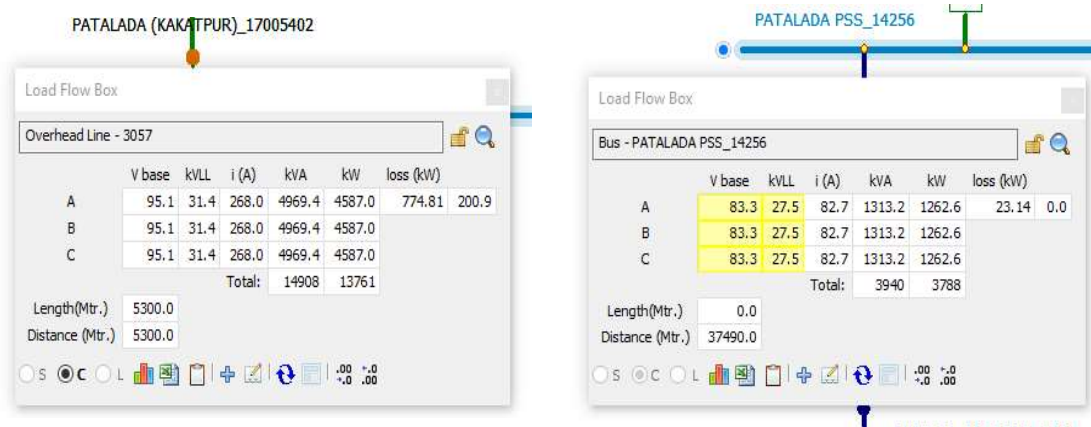 PATALADA (KAKATPUR)_17005402
Load Flow Box
Overhead Line - 3057
V base kVLL i (A) kVA kW loss (kW)
A 95.1 31.4 268.0 4969.4 4587.0 774.81 200.9
B 95.1 31.4 268.0 4969.4 4587.0
C 95.1 31.4 268.0 4969.4 4587.0
Total: 14908 13761
Length(Mtr.) 5300.0
Distance (Mtr.) 5300.0
S C L
PATALADA PSS_14256
Load Flow Box
Bus - PATALADA PSS_14256
V base kVLL i (A) kVA kW loss (kW)
A 83.3 27.5 82.7 1313.2 1262.6 23.14 0.0
B 83.3 27.5 82.7 1313.2 1262.6
C 83.3 27.5 82.7 1313.2 1262.6
Total: 3940 3788
Length(Mtr.) 0.0
Distance (Mtr.) 37490.0
S C L